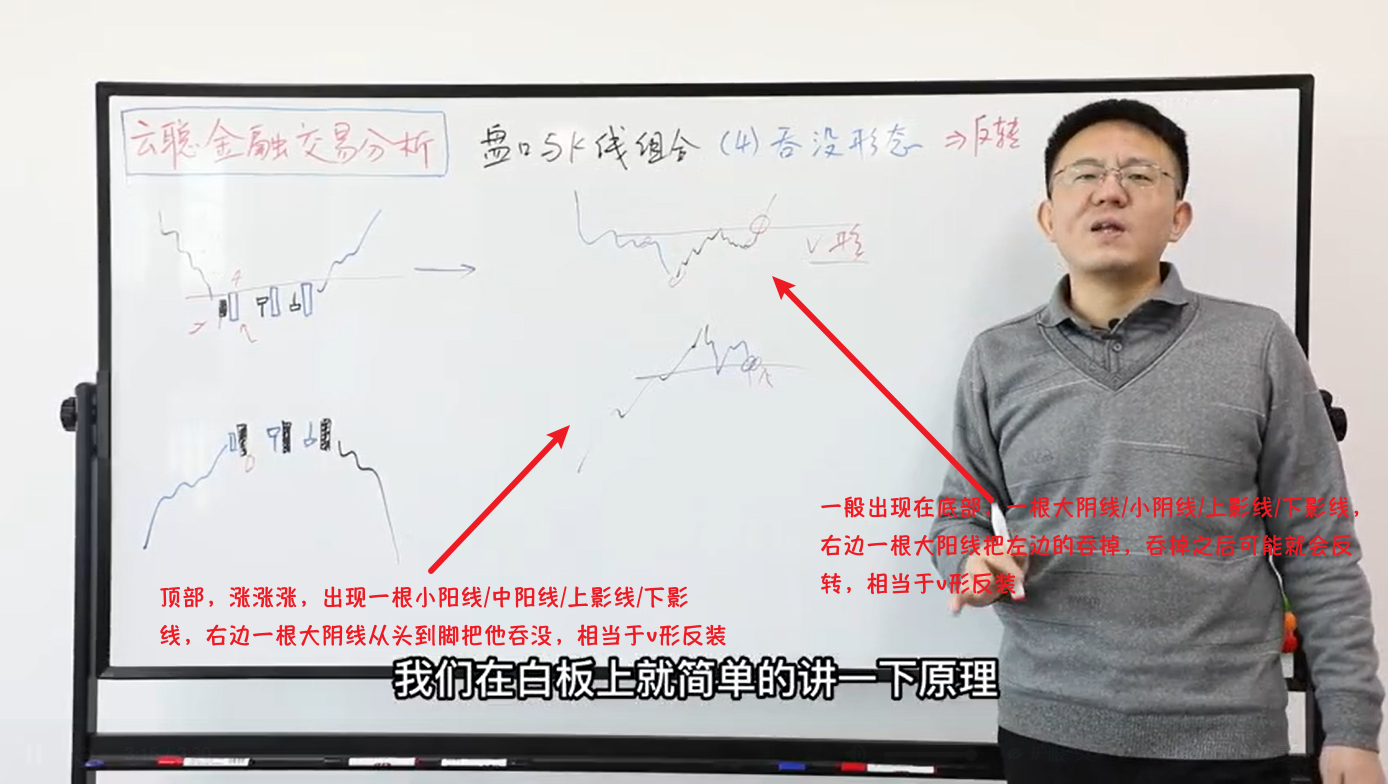 云聪金融交易分析
盘口与K线组合(4)吞没形态 ⇒反转
V形
一般出现在底部，一根大阴线/小阴线/上影线/下影线，
右边一根大阳线把左边的吞掉，吞掉之后可能就会反
转，相当于v形反装
顶部，涨涨涨，出现一根小阳线/中阳线/上影线/下影
线，右边一根大阴线从头到脚把他吞没，相当于v形反装
我们在白板上就简单的讲一下原理